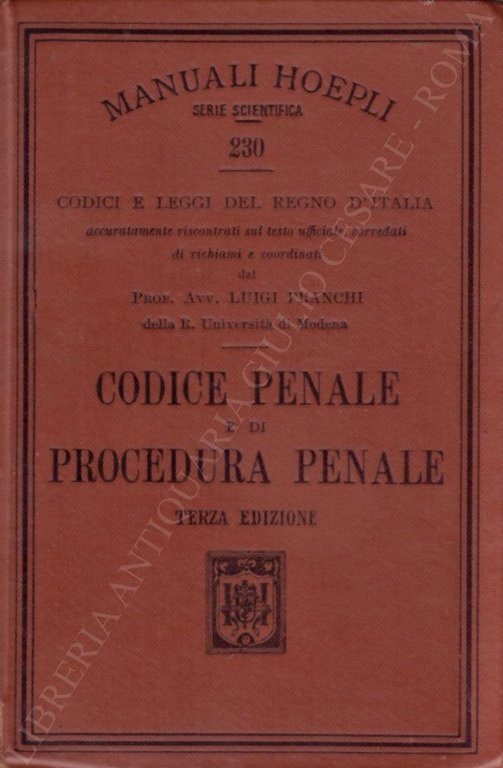 MANUALI HOEPLI
SERIE SCIENTIFICA
230
CODICI E LEGGI DEL REGNO D'ITALIA
accuratamente riscontrati sul testo ufficiale, corredati
di richiami e coordinati
dal
PROF. AVV. LUIGI FRANCHI
della R. Università di Modena
CODICE PENALE
E DI
PROCEDURA PENALE
TERZA EDIZIONE
LIBRERIA ANTIQUARIA GIULIO CESARE - ROMA